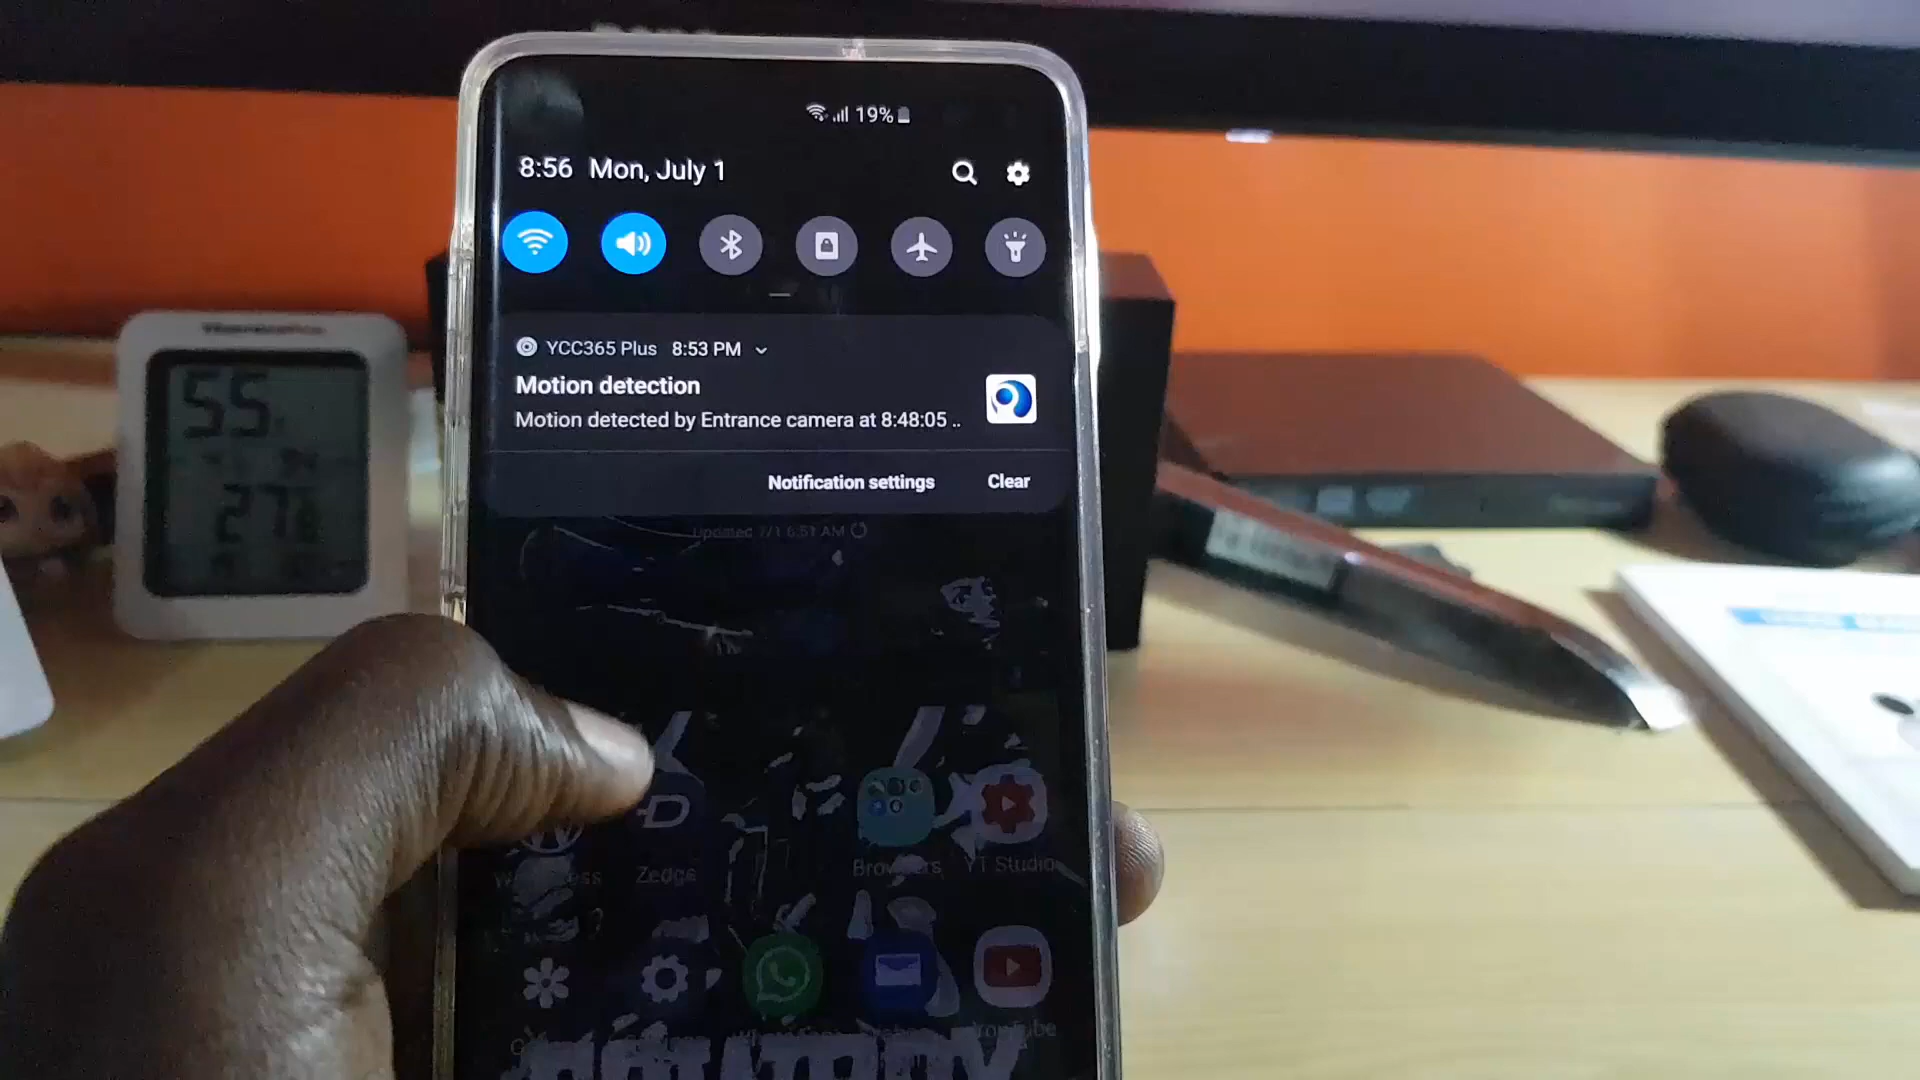 19%
8:56 Mon, July 1
YCC365 Plus 8:53 PM
Motion detection
Motion detected by Entrance camera at 8:48:05 ..
Notification settings
Clear
Updated 7/1 6:51 AM
55
27
Zedge
Browsers
YT Studio
YouTube